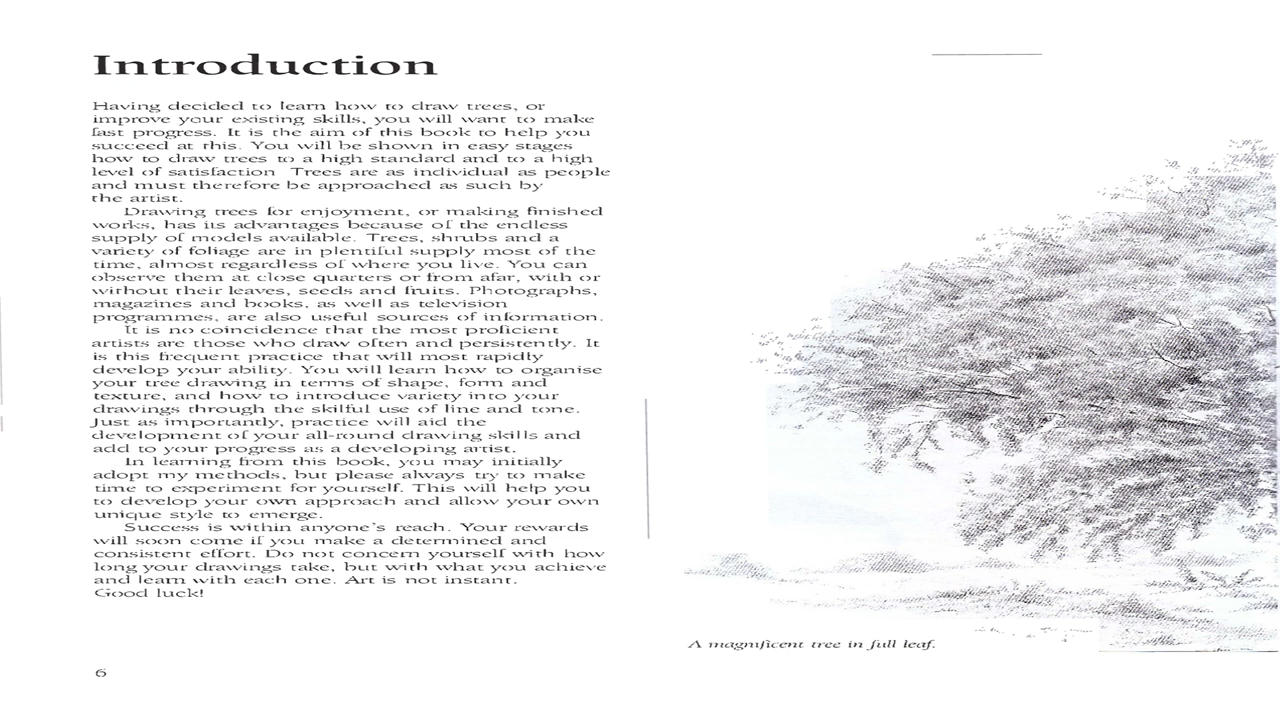 Introduction
Having decided to learn how to draw trees, or
improve your existing skills, you will want to make
fast progress. It is the aim of this book to help you
succeed at this. You will be shown in easy stages
how to draw trees to a high standard and to a high
level of satisfaction Trees are as individual as people
and must therefore be approached as such by
the artist.
Drawing trees for enjoyment, or making finished
works, has its advantages because of the endless
supply of models available. Trees, shrubs and a
variety of foliage are in plentiful supply most of the
time, almost regardless of where you live. You can
observe them at close quarters or from afar, with or
without their leaves, seeds and fruits. Photographs,
magazines and books, as well as television
programmes, are also useful sources of information.
It is no coincidence that the most proficient
artists are those who draw often and persistently. It
is this frequent practice that will most rapidly
develop your ability. You will learn how to organise
your tree drawing in terms of shape, form and
texture, and how to introduce variety into your
drawings through the skilful use of line and tone.
Just as importantly, practice will aid the
development of your all-round drawing skills and
add to your progress as a developing artist.
In learning from this book, you may initially
adopt my methods, but please always try to make
time to experiment for yourself. This will help you
to develop your own approach and allow your own
unique style to emerge.
Success is within anyone's reach. Your rewards
will soon come if you make a determined and
consistent effort. Do not concern yourself with how
long your drawings take, but with what you achieve
and learn with each one. Art is not instant.
Good luck!
A magnificent tree in full leaf.
6